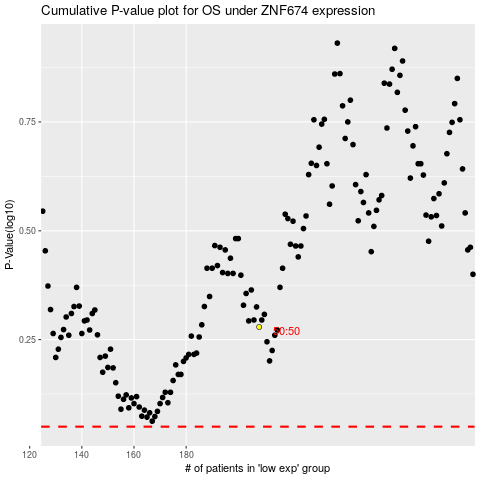 Cumulative P-value plot for OS under ZNF674 expression
P-Value(log10)
0.75
0.50
0.25
50:50
120
140
160
180
# of patients in 'low exp' group